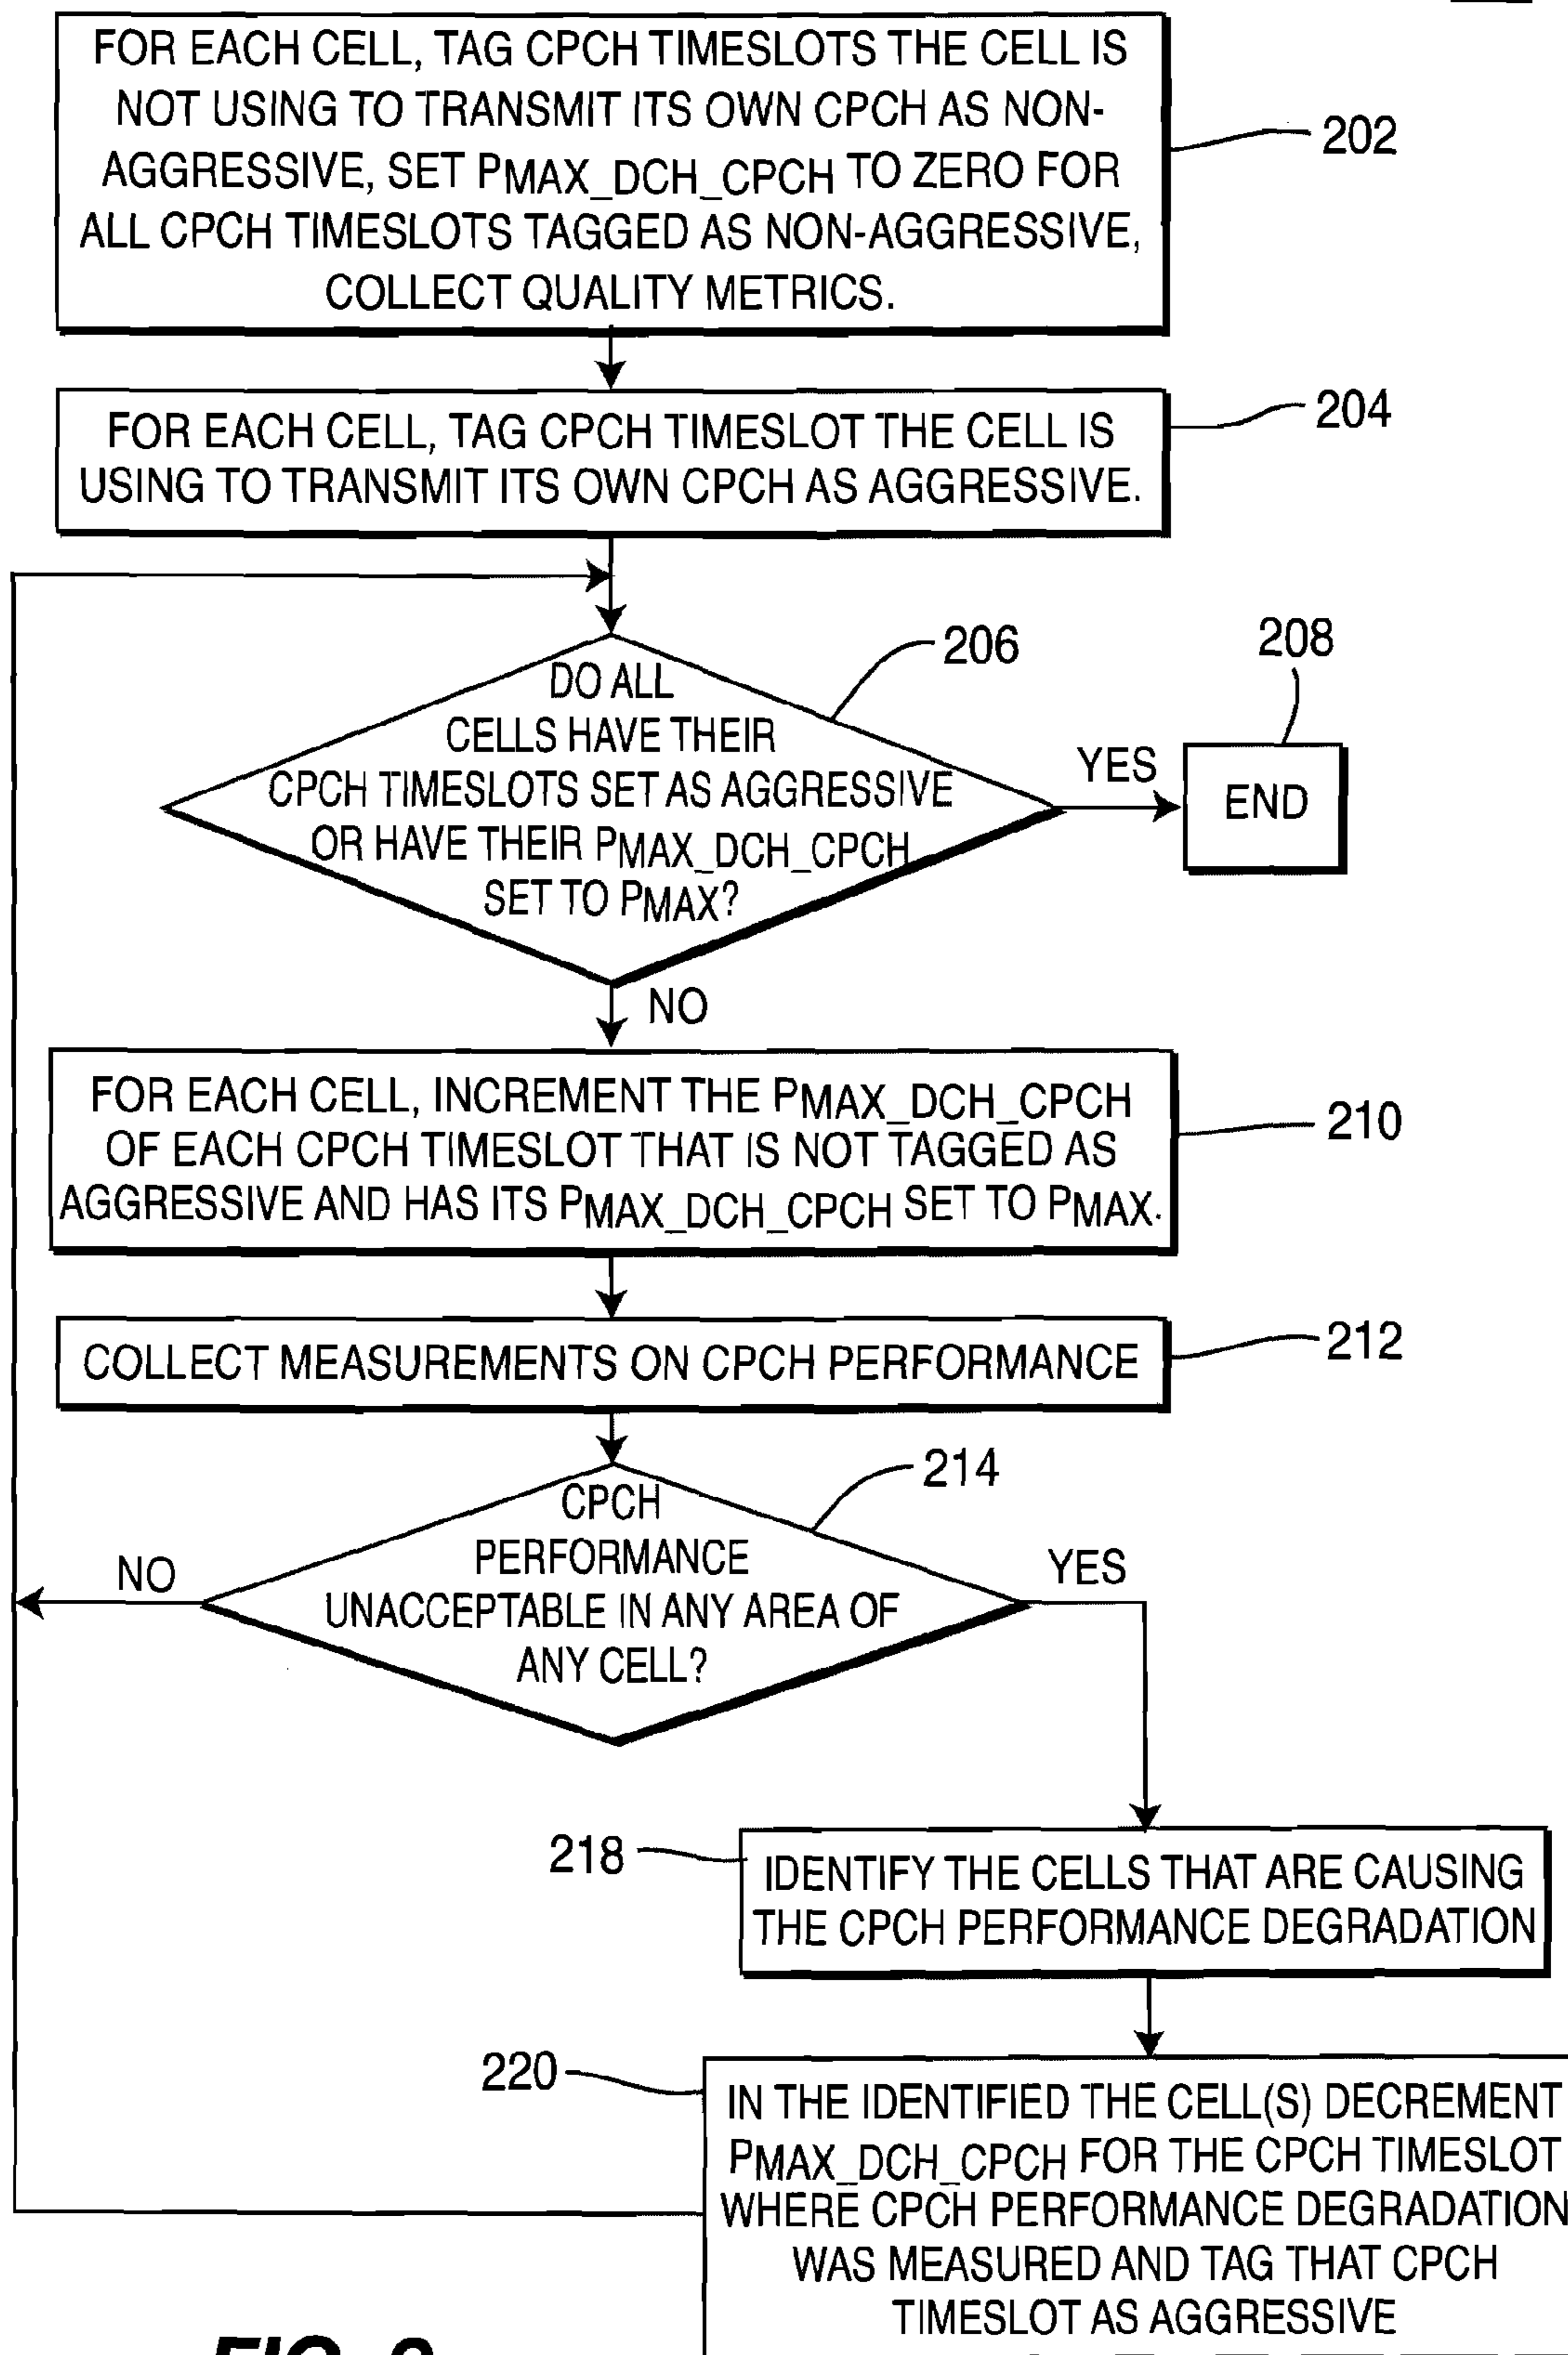 FOR EACH CELL, TAG CPCH TIMESLOTS THE CELL IS
NOT USING TO TRANSMIT ITS OWN CPCH AS NON-
AGGRESSIVE, SET PMAX_DCH_CPCH TO ZERO FOR
ALL CPCH TIMESLOTS TAGGED AS NON-AGGRESSIVE,
COLLECT QUALITY METRICS.
202
FOR EACH CELL, TAG CPCH TIMESLOT THE CELL IS
USING TO TRANSMIT ITS OWN CPCH AS AGGRESSIVE.
204
DO ALL
CELLS HAVE THEIR
CPCH TIMESLOTS SET AS AGGRESSIVE
OR HAVE THEIR PMAX_DCH_CPCH
SET TO PMAX?
206
YES
208
END
NO
FOR EACH CELL, INCREMENT THE PMAX_DCH_CPCH
OF EACH CPCH TIMESLOT THAT IS NOT TAGGED AS
AGGRESSIVE AND HAS ITS PMAX_DCH_CPCH SET TO PMAX.
210
COLLECT MEASUREMENTS ON CPCH PERFORMANCE
212
CPCH
PERFORMANCE
UNACCEPTABLE IN ANY AREA OF
ANY CELL?
214
NO
YES
218
IDENTIFY THE CELLS THAT ARE CAUSING
THE CPCH PERFORMANCE DEGRADATION
220
IN THE IDENTIFIED THE CELL(S) DECREMENT
PMAX_DCH_CPCH FOR THE CPCH TIMESLOT
WHERE CPCH PERFORMANCE DEGRADATION
WAS MEASURED AND TAG THAT CPCH
TIMESLOT AS AGGRESSIVE
FIG.